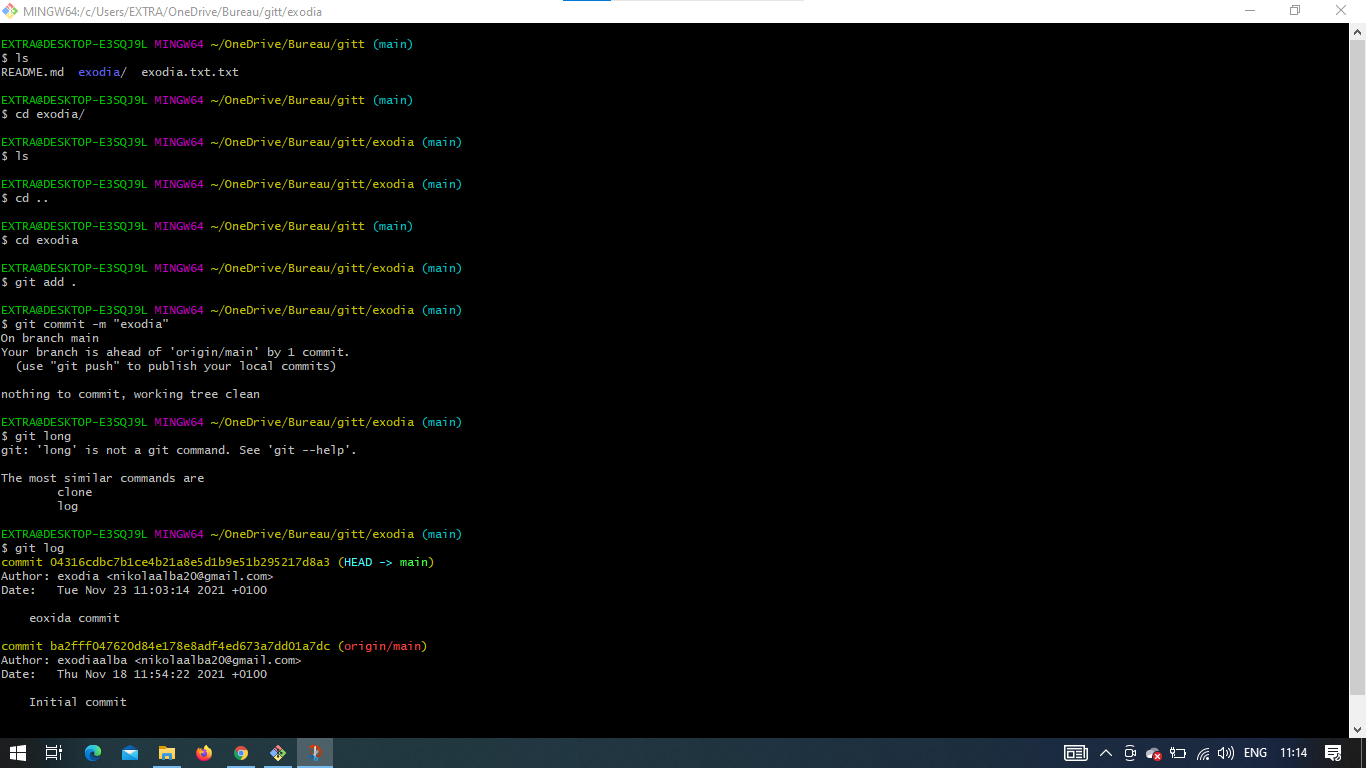 MINGW64:/c/Users/EXTRA/OneDrive/Bureau/gitt/exodia
EXTRA@DESKTOP-E3SQJ9L MINGW64 ~/OneDrive/Bureau/gitt (main)
$ ls
README.md  exodia/  exodia.txt.txt
EXTRA@DESKTOP-E3SQJ9L MINGW64 ~/OneDrive/Bureau/gitt (main)
$ cd exodia/
EXTRA@DESKTOP-E3SQJ9L MINGW64 ~/OneDrive/Bureau/gitt/exodia (main)
$ ls
EXTRA@DESKTOP-E3SQJ9L MINGW64 ~/OneDrive/Bureau/gitt/exodia (main)
$ cd ..
EXTRA@DESKTOP-E3SQJ9L MINGW64 ~/OneDrive/Bureau/gitt (main)
$ cd exodia
EXTRA@DESKTOP-E3SQJ9L MINGW64 ~/OneDrive/Bureau/gitt/exodia (main)
$ git add .
EXTRA@DESKTOP-E3SQJ9L MINGW64 ~/OneDrive/Bureau/gitt/exodia (main)
$ git commit -m "exodia"
On branch main
Your branch is ahead of 'origin/main' by 1 commit.
  (use "git push" to publish your local commits)
nothing to commit, working tree clean
EXTRA@DESKTOP-E3SQJ9L MINGW64 ~/OneDrive/Bureau/gitt/exodia (main)
$ git long
git: 'long' is not a git command. See 'git --help'.
The most similar commands are
        clone
        log
EXTRA@DESKTOP-E3SQJ9L MINGW64 ~/OneDrive/Bureau/gitt/exodia (main)
$ git log
commit 04316cdbc7b1ce4b21a8e5d1b9e51b295217d8a3 (HEAD -> main)
Author: exodia <nikolaalba20@gmail.com>
Date:   Tue Nov 23 11:03:14 2021 +0100
    eoxida commit
commit ba2fff047620d84e178e8adf4ed673a7dd01a7dc (origin/main)
Author: exodiaalba <nikolaalba20@gmail.com>
Date:   Thu Nov 18 11:54:22 2021 +0100
    Initial commit
ENG 11:14